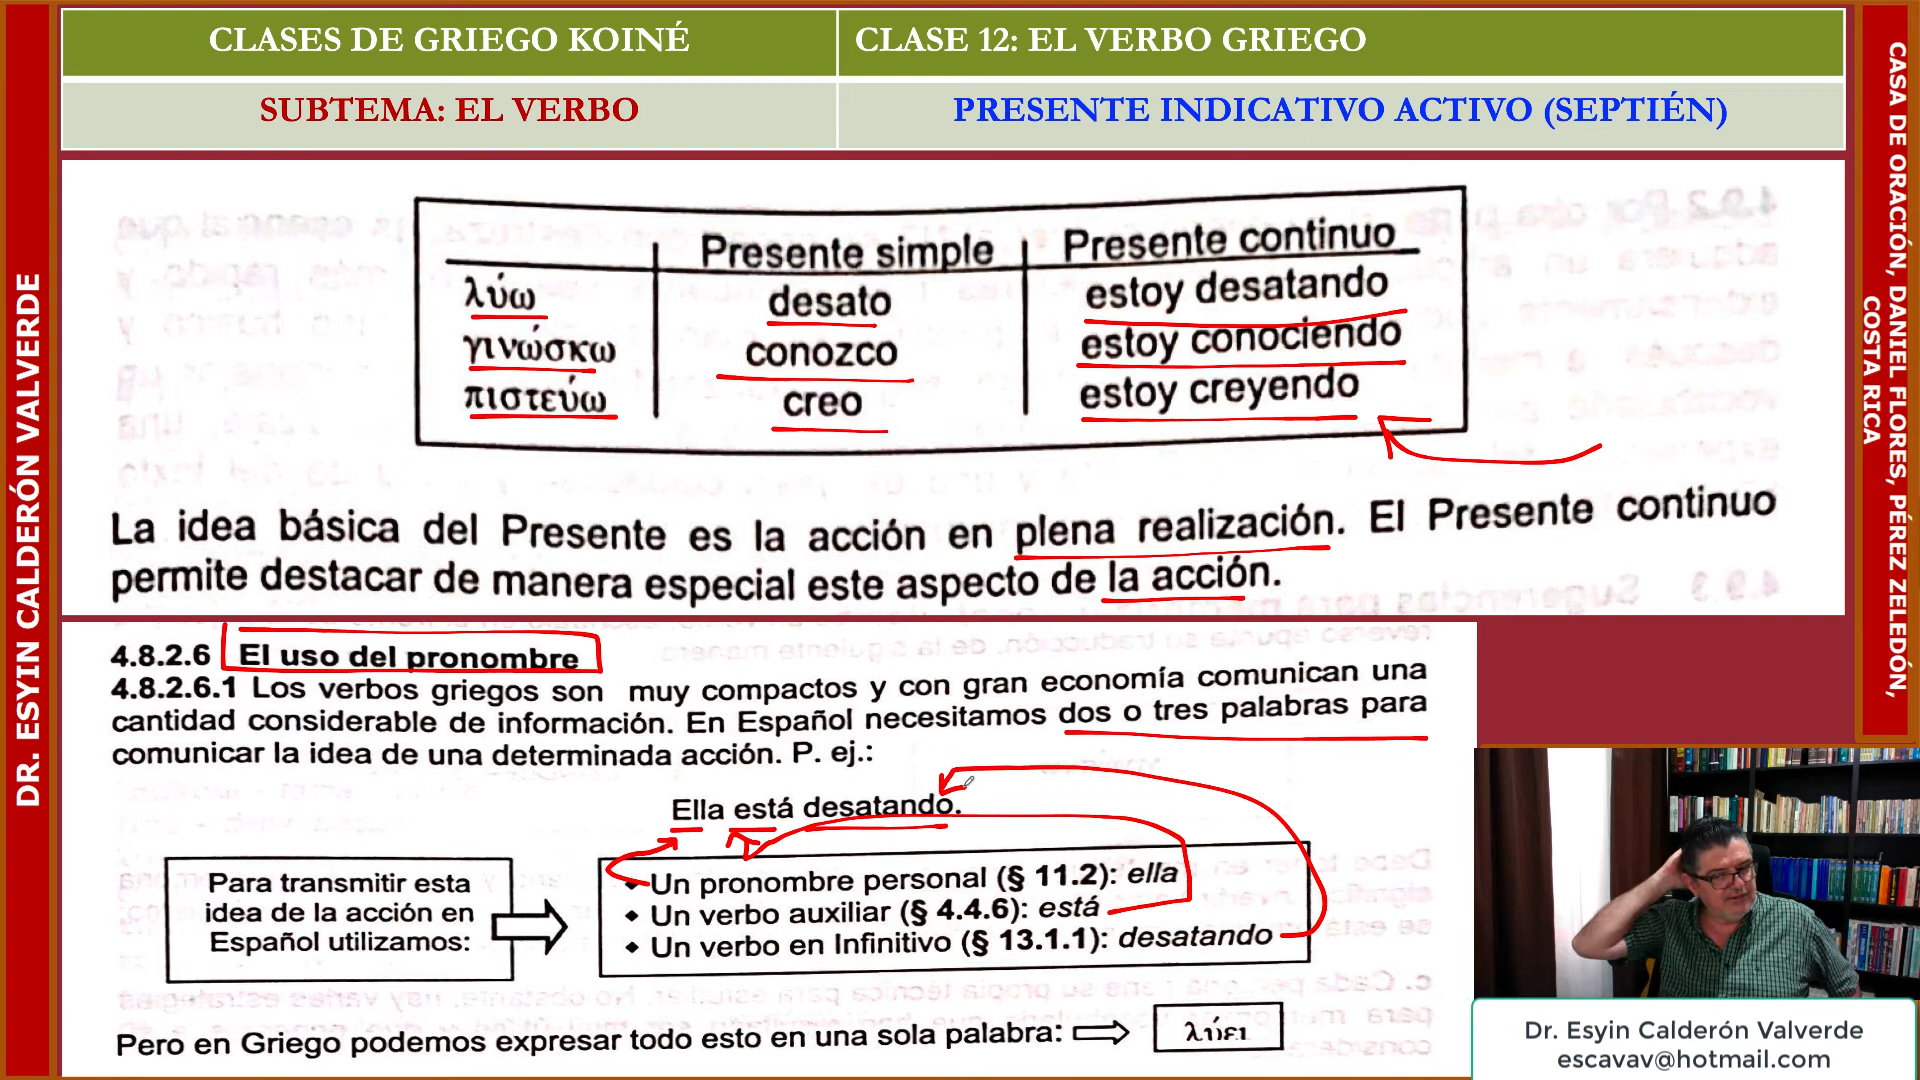 CLASES DE GRIEGO KOINÉ
CLASE 12: EL VERBO GRIEGO
SUBTEMA: EL VERBO
PRESENTE INDICATIVO ACTIVO (SEPTIÉN)
DR. ESYIN CALDERÓN VALVERDE
CASA DE ORACIÓN, DANIEL FLORES, PÉREZ ZELEDÓN,
COSTA RICA
Presente simple Presente continuo
λύω desato estoy desatando
γινώσκω conozco estoy conociendo
πιστεύω creo estoy creyendo
La idea básica del Presente es la acción en plena realización. El Presente continuo
permite destacar de manera especial este aspecto de la acción.
4.8.2.6 El uso del pronombre
4.8.2.6.1 Los verbos griegos son muy compactos y con gran economía comunican una
cantidad considerable de información. En Español necesitamos dos o tres palabras para
comunicar la idea de una determinada acción. P. ej.:
Ella está desatando.
Para transmitir esta
idea de la acción en
Español utilizamos:
◆ Un pronombre personal (§ 11.2): ella
◆ Un verbo auxiliar (§ 4.4.6): está
◆ Un verbo en Infinitivo (§ 13.1.1): desatando
Pero en Griego podemos expresar todo esto en una sola palabra: ⇨ λύει
Dr. Esyin Calderón Valverde
escavav@hotmail.com